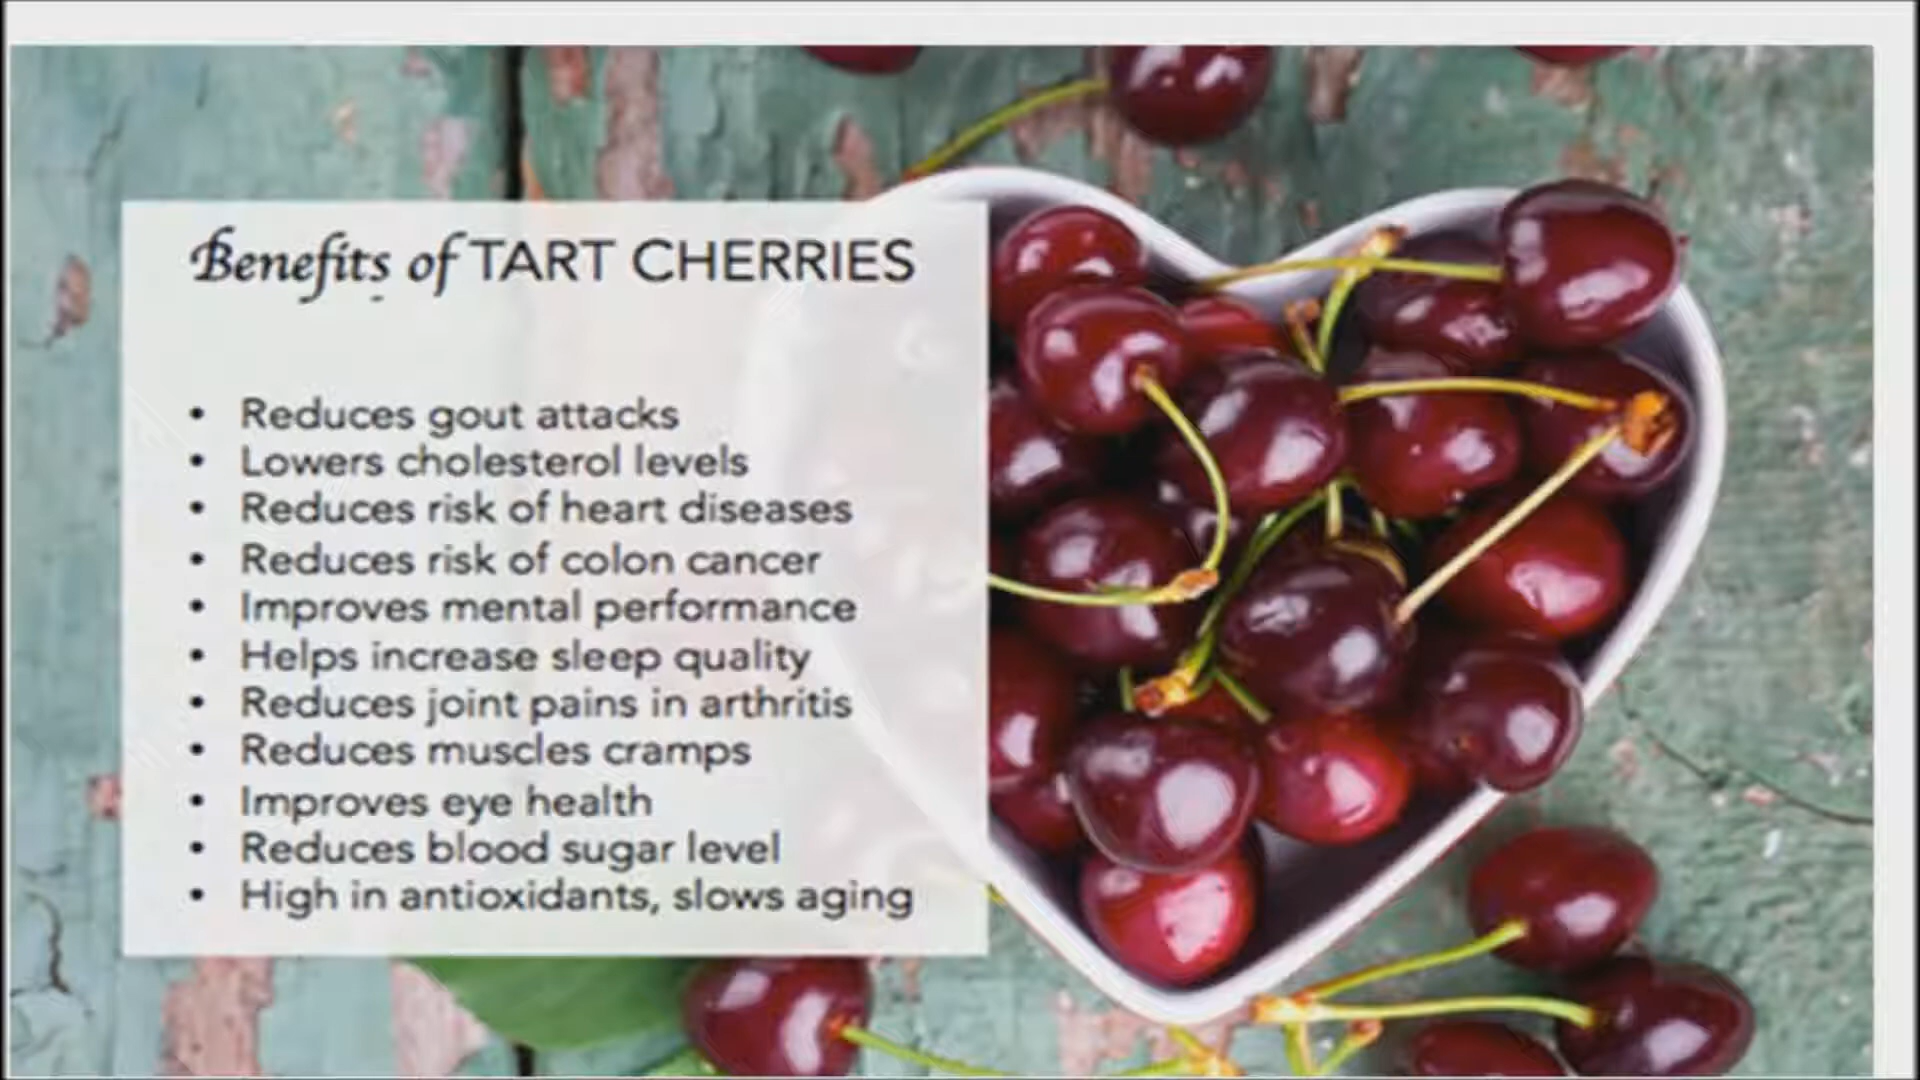 Benefits of TART CHERRIES
• Reduces gout attacks
• Lowers cholesterol levels
• Reduces risk of heart diseases
• Reduces risk of colon cancer
• Improves mental performance
• Helps increase sleep quality
• Reduces joint pains in arthritis
• Reduces muscles cramps
• Improves eye health
• Reduces blood sugar level
• High in antioxidants, slows aging